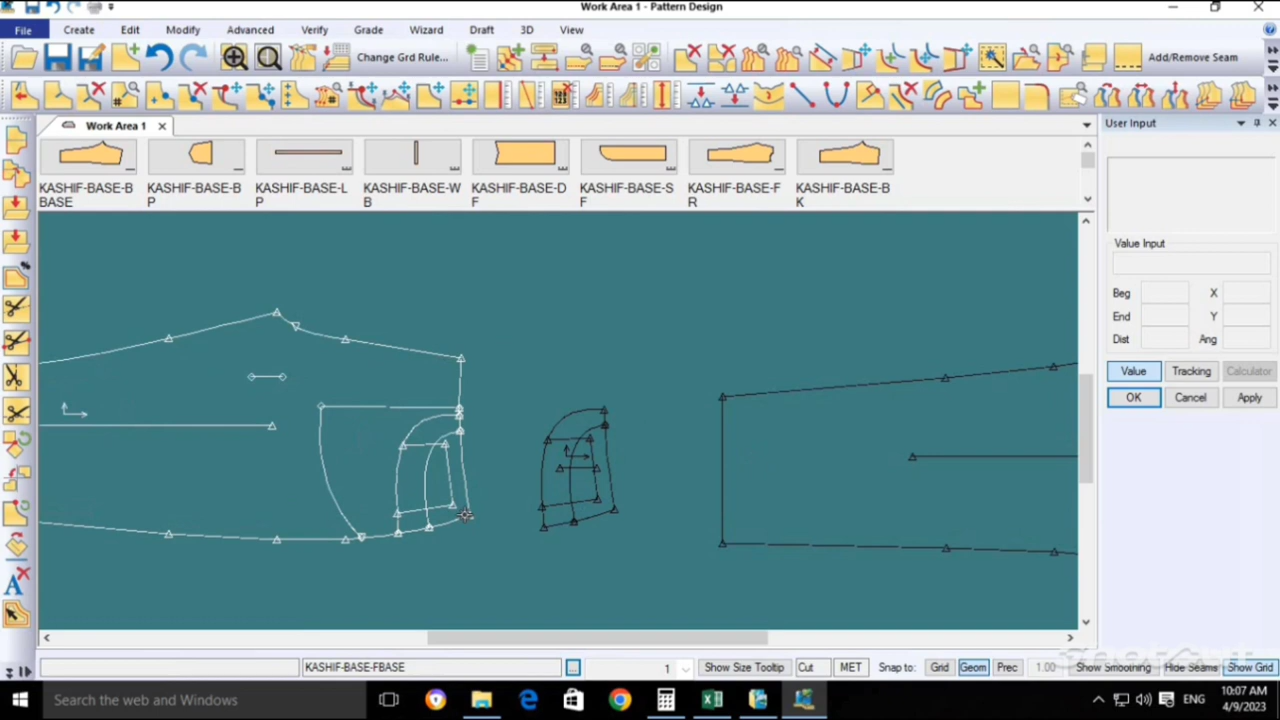 Work Area 1 - Pattern Design
File Create Edit Modify Advanced Verify Grade Wizard Draft 3D View
Change Grd Rule... Add/Remove Seam
Work Area 1
User Input
KASHIF-BASE-B BASE
KASHIF-BASE-B P
KASHIF-BASE-L P
KASHIF-BASE-W B
KASHIF-BASE-D F
KASHIF-BASE-S F
KASHIF-BASE-F R
KASHIF-BASE-B K
Value Input
Beg X
End Y
Dist Ang
Value Tracking Calculator
OK Cancel Apply
KASHIF-BASE-FBASE 1 Show Size Tooltip Cut MET Snap to: Grid Geom Prec 1.00 Show Smoothing Hide Seams Show Grid
Search the web and Windows
ENG
10:07 AM
4/9/2023